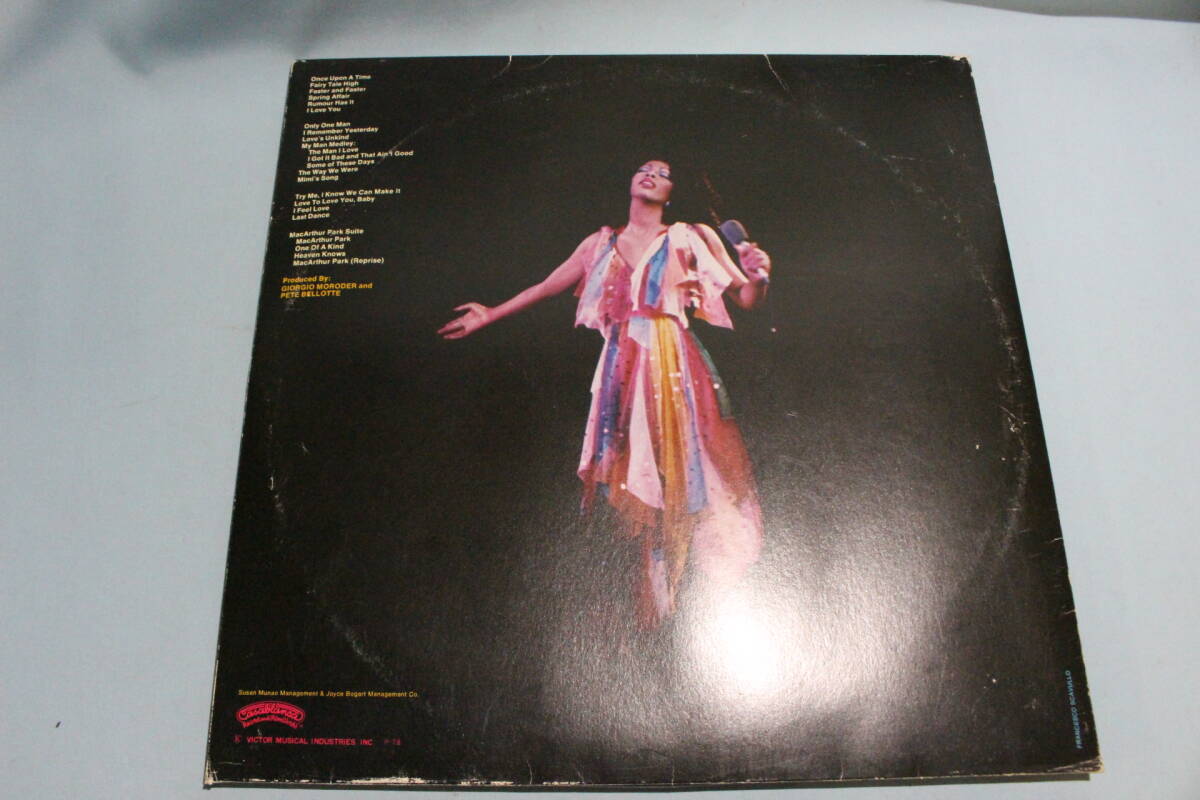 Once Upon A Time
Fairy Tale High
Faster and Faster
Spring Affair
Rumour Has It
I Love You
Only One Man
I Remember Yesterday
Love's Unkind
My Man Medley:
The Man I Love
I Got It Bad and That Ain't Good
Some of These Days
The Way We Were
Mimi's Song
Try Me, I Know We Can Make It
Love To Love You, Baby
I Feel Love
Last Dance
MacArthur Park Suite
MacArthur Park
One Of A Kind
Heaven Knows
MacArthur Park (Reprise)
Produced By:
GIORGIO MORODER and
PETE BELLOTTE
Susan Munao Management & Joyce Bogart Management Co.
Casablanca
Record and FilmWorks
VICTOR MUSICAL INDUSTRIES INC
FRANCESCO SCAVULLO